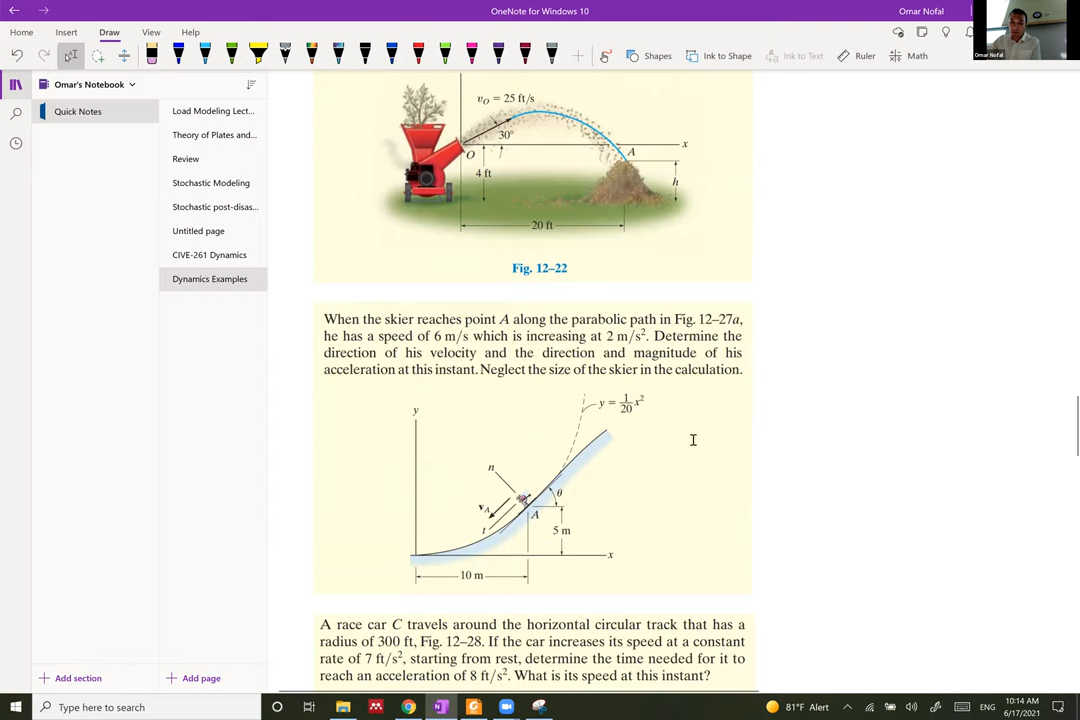 OneNote for Windows 10
Omar Nofal
Omar Nofal
Home
Insert
Draw
View
Help
Shapes
Ink to Shape
Ink to Text
Ruler
Math
Omar's Notebook
Quick Notes
Load Modeling Lect...
Theory of Plates and...
Review
Stochastic Modeling
Stochastic post-disas...
Untitled page
CIVE-261 Dynamics
Dynamics Examples
Add section
Add page
vO = 25 ft/s
30°
O
x
A
4 ft
h
20 ft
Fig. 12–22
When the skier reaches point A along the parabolic path in Fig. 12–27a,
he has a speed of 6 m/s which is increasing at 2 m/s². Determine the
direction of his velocity and the direction and magnitude of his
acceleration at this instant. Neglect the size of the skier in the calculation.
y = 1/20 x²
y
n
θ
vA
A
t
5 m
x
10 m
A race car C travels around the horizontal circular track that has a
radius of 300 ft, Fig. 12–28. If the car increases its speed at a constant
rate of 7 ft/s², starting from rest, determine the time needed for it to
reach an acceleration of 8 ft/s². What is its speed at this instant?
Type here to search
81°F Alert
ENG
10:14 AM
6/17/2021